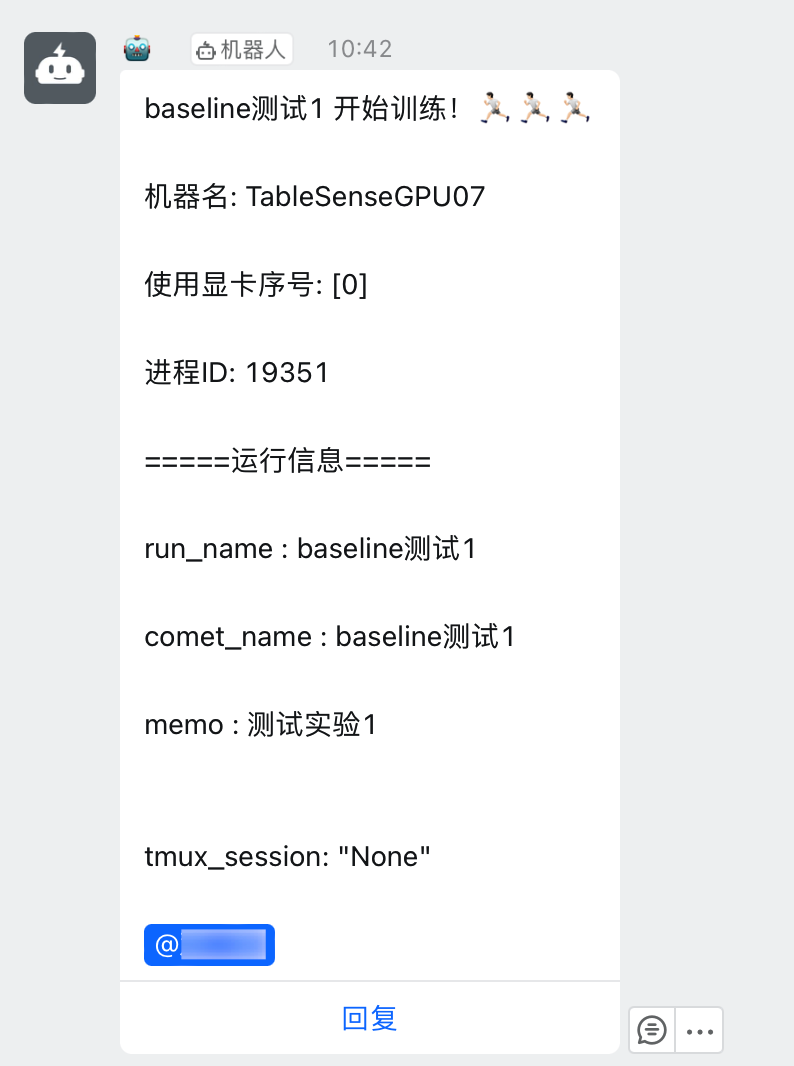 机器人 10:42
baseline测试1 开始训练！
机器名: TableSenseGPU07
使用显卡序号: [0]
进程ID: 19351
=====运行信息=====
run_name : baseline测试1
comet_name : baseline测试1
memo : 测试实验1
tmux_session: "None"
@
回复